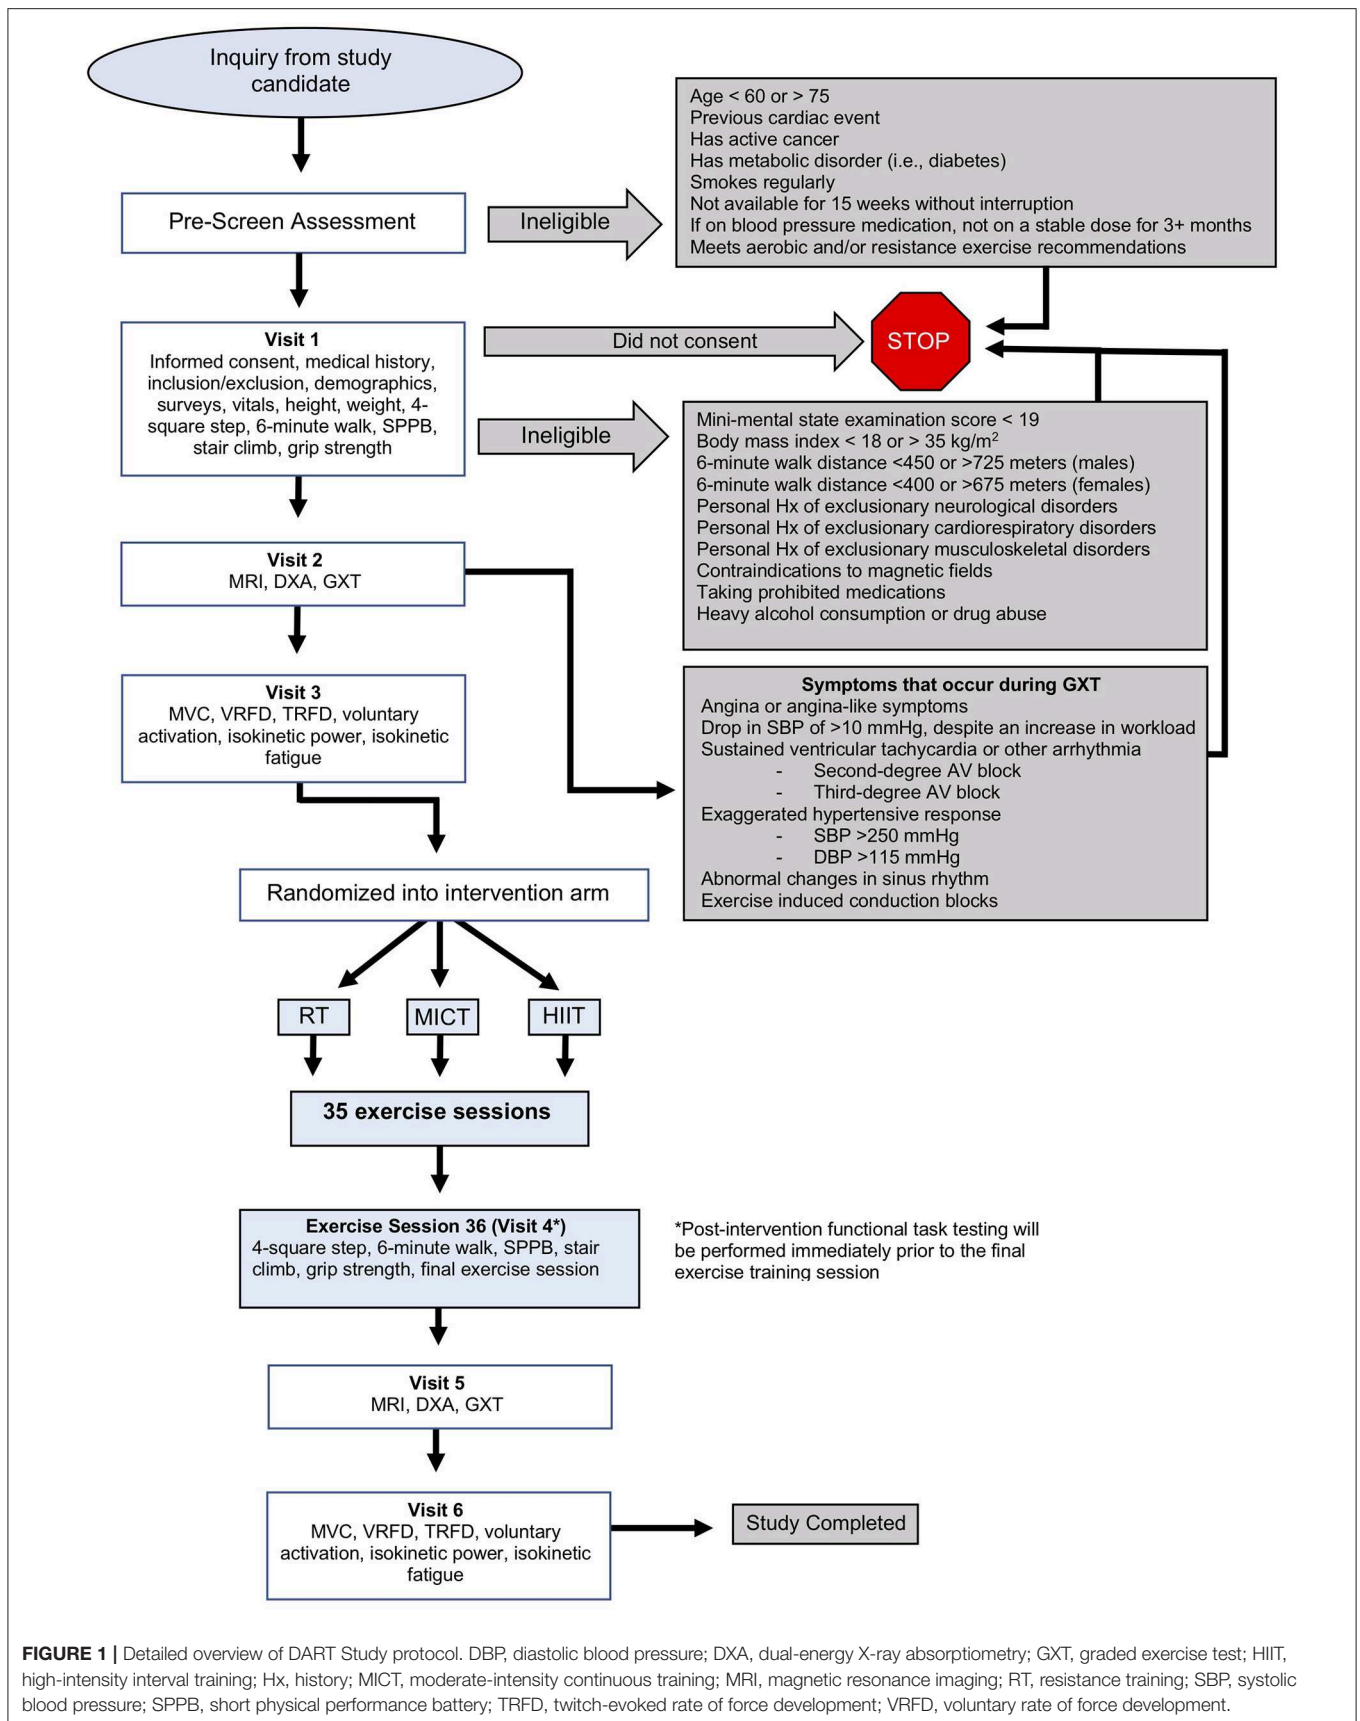 Inquiry from study
candidate
Age < 60 or > 75
Previous cardiac event
Has active cancer
Has metabolic disorder (i.e., diabetes)
Smokes regularly
Not available for 15 weeks without interruption
If on blood pressure medication, not on a stable dose for 3+ months
Meets aerobic and/or resistance exercise recommendations
Pre-Screen Assessment
Ineligible
Visit 1
Informed consent, medical history,
inclusion/exclusion, demographics,
surveys, vitals, height, weight, 4-
square step, 6-minute walk, SPPB,
stair climb, grip strength
Did not consent
STOP
Ineligible
Mini-mental state examination score < 19
Body mass index < 18 or > 35 kg/m²
6-minute walk distance <450 or >725 meters (males)
6-minute walk distance <400 or >675 meters (females)
Personal Hx of exclusionary neurological disorders
Personal Hx of exclusionary cardiorespiratory disorders
Personal Hx of exclusionary musculoskeletal disorders
Contraindications to magnetic fields
Taking prohibited medications
Heavy alcohol consumption or drug abuse
Visit 2
MRI, DXA, GXT
Visit 3
MVC, VRFD, TRFD, voluntary
activation, isokinetic power, isokinetic
fatigue
Symptoms that occur during GXT
Angina or angina-like symptoms
Drop in SBP of >10 mmHg, despite an increase in workload
Sustained ventricular tachycardia or other arrhythmia
- Second-degree AV block
- Third-degree AV block
Exaggerated hypertensive response
- SBP >250 mmHg
- DBP >115 mmHg
Abnormal changes in sinus rhythm
Exercise induced conduction blocks
Randomized into intervention arm
RT
MICT
HIIT
35 exercise sessions
Exercise Session 36 (Visit 4*)
4-square step, 6-minute walk, SPPB, stair
climb, grip strength, final exercise session
*Post-intervention functional task testing will
be performed immediately prior to the final
exercise training session
Visit 5
MRI, DXA, GXT
Visit 6
MVC, VRFD, TRFD, voluntary
activation, isokinetic power, isokinetic
fatigue
Study Completed
FIGURE 1 | Detailed overview of DART Study protocol. DBP, diastolic blood pressure; DXA, dual-energy X-ray absorptiometry; GXT, graded exercise test; HIIT,
high-intensity interval training; Hx, history; MICT, moderate-intensity continuous training; MRI, magnetic resonance imaging; RT, resistance training; SBP, systolic
blood pressure; SPPB, short physical performance battery; TRFD, twitch-evoked rate of force development; VRFD, voluntary rate of force development.